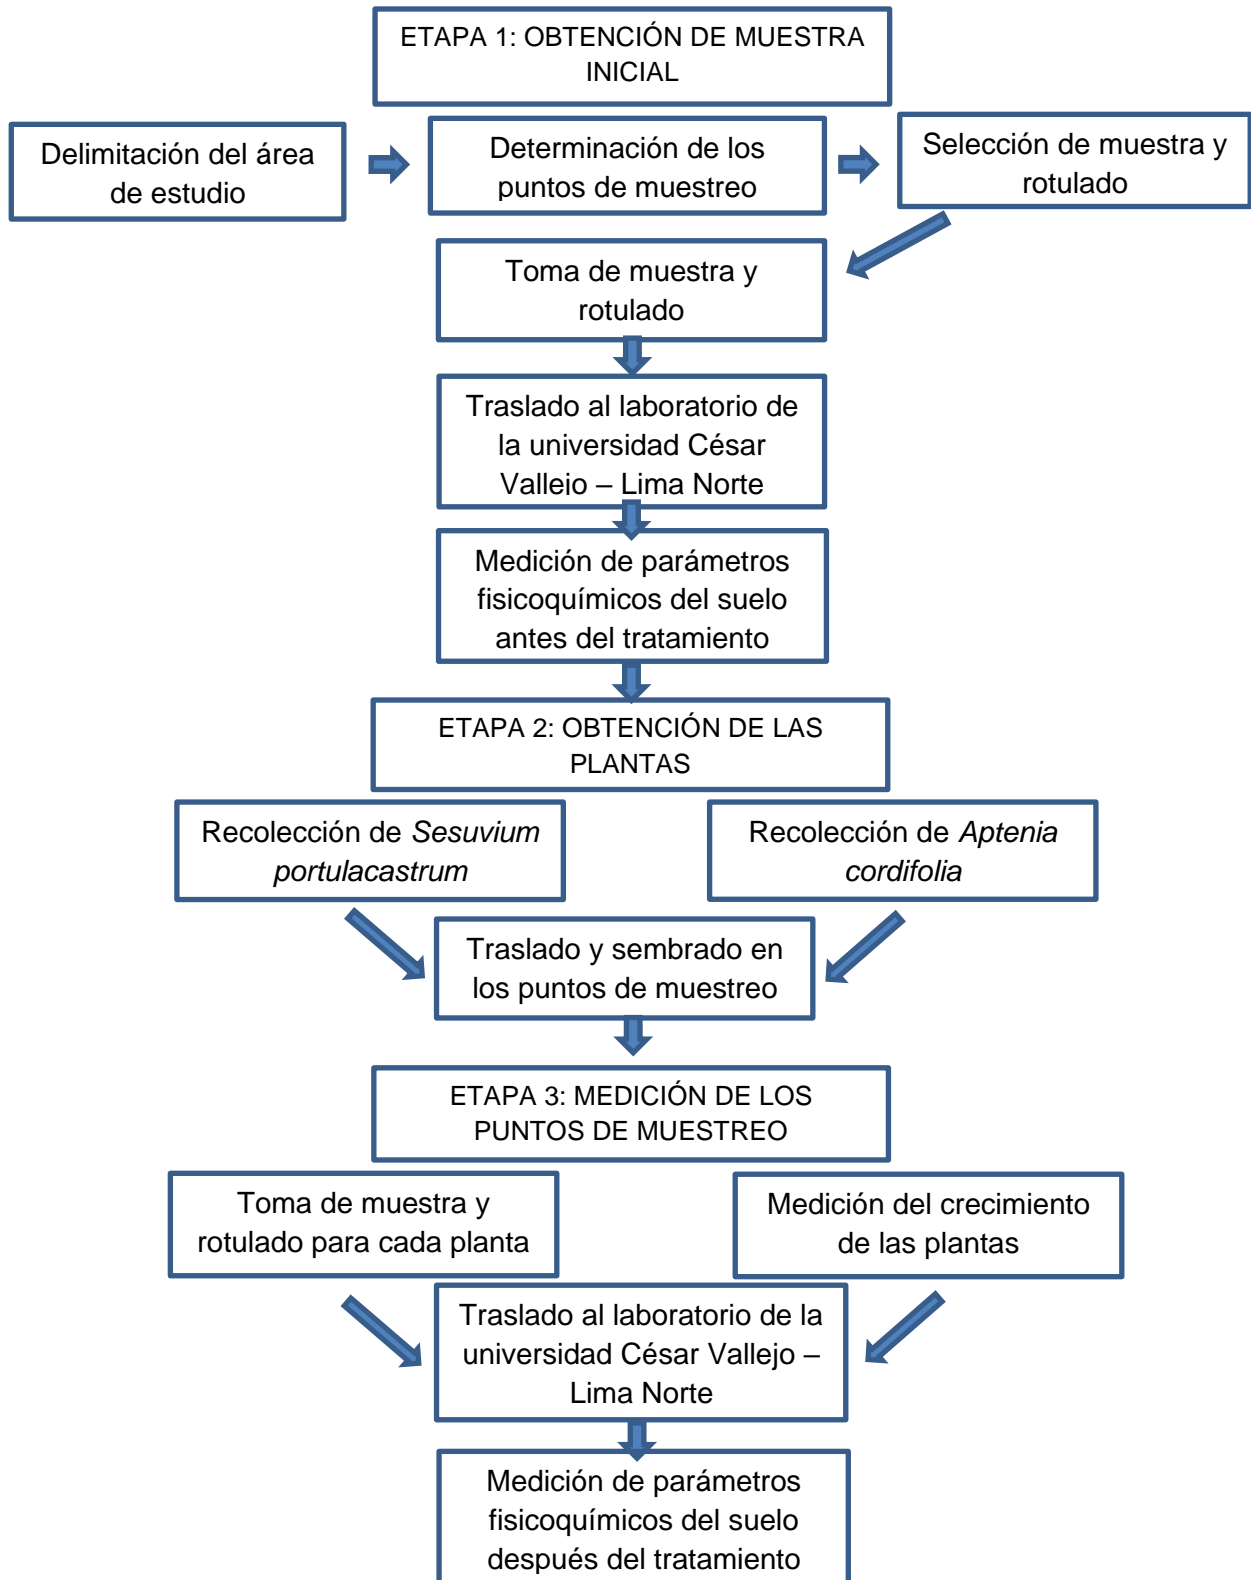 ETAPA 1: OBTENCIÓN DE MUESTRA
INICIAL
Delimitación del área
de estudio
Determinación de los
puntos de muestreo
Selección de muestra y
rotulado
Toma de muestra y
rotulado
Traslado al laboratorio de
la universidad César
Vallejo – Lima Norte
Medición de parámetros
fisicoquímicos del suelo
antes del tratamiento
ETAPA 2: OBTENCIÓN DE LAS
PLANTAS
Recolección de Sesuvium
portulacastrum
Recolección de Aptenia
cordifolia
Traslado y sembrado en
los puntos de muestreo
ETAPA 3: MEDICIÓN DE LOS
PUNTOS DE MUESTREO
Toma de muestra y
rotulado para cada planta
Medición del crecimiento
de las plantas
Traslado al laboratorio de la
universidad César Vallejo –
Lima Norte
Medición de parámetros
fisicoquímicos del suelo
después del tratamiento